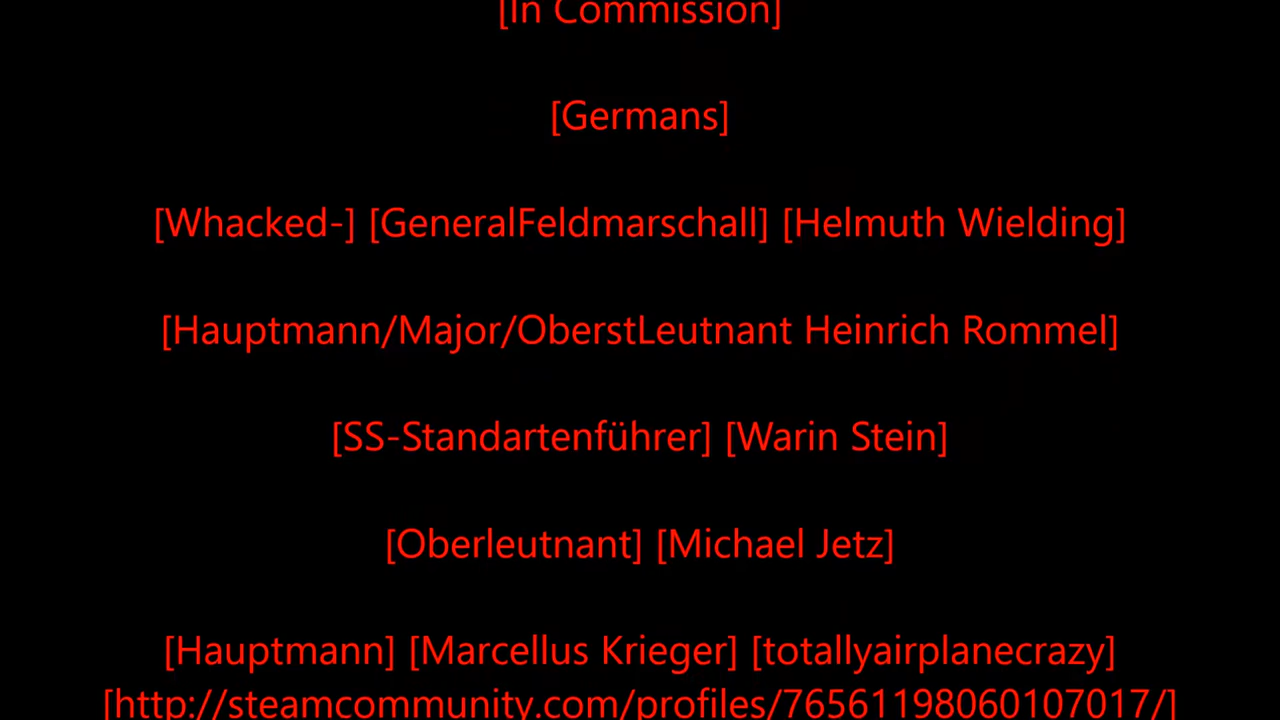 [In Commission]
[Germans]
[Whacked-] [GeneralFeldmarschall] [Helmuth Wielding]
[Hauptmann/Major/OberstLeutnant Heinrich Rommel]
[SS-Standartenführer] [Warin Stein]
[Oberleutnant] [Michael Jetz]
[Hauptmann] [Marcellus Krieger] [totallyairplanecrazy]
[http://steamcommunity.com/profiles/76561198060107017/]